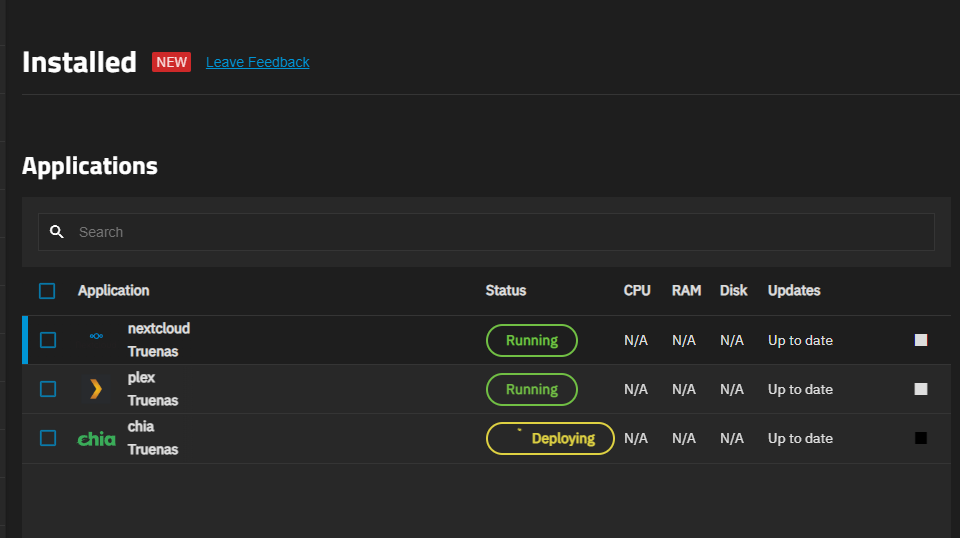 Installed NEW Leave Feedback
Applications
Search
Application Status CPU RAM Disk Updates
nextcloud
Truenas Running N/A N/A N/A Up to date
plex
Truenas Running N/A N/A N/A Up to date
chia chia
Truenas Deploying N/A N/A N/A Up to date